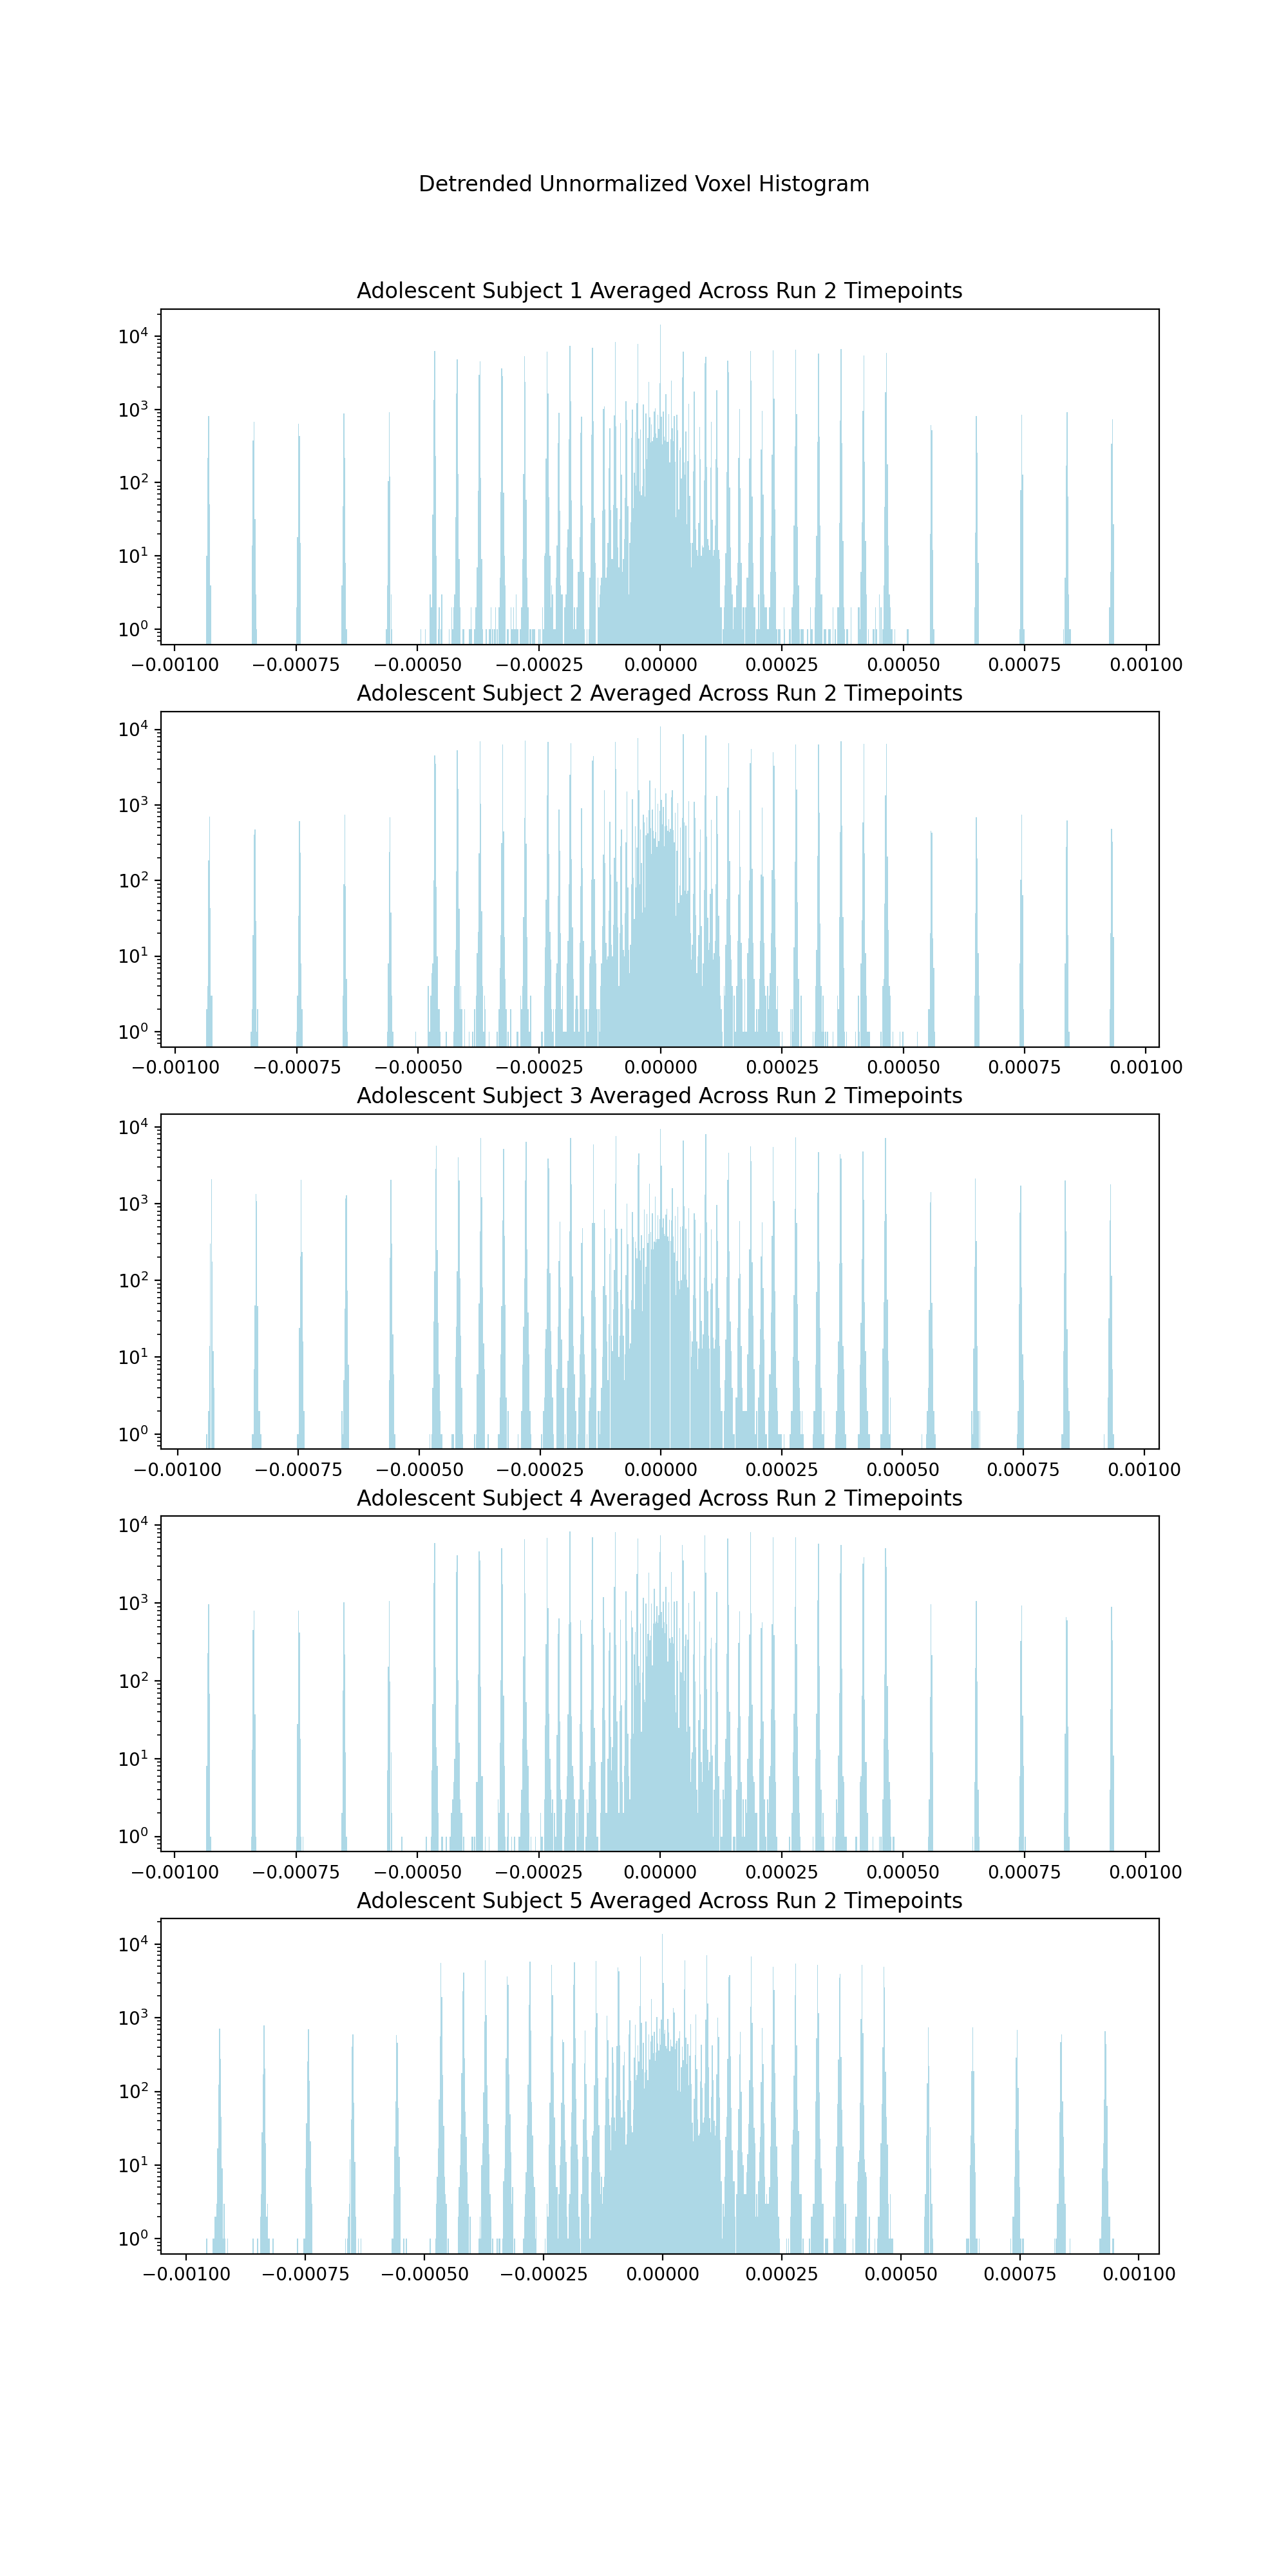 Detrended Unnormalized Voxel Histogram
Adolescent Subject 1 Averaged Across Run 2 Timepoints
10^4
10^3
10^2
10^1
10^0
−0.00100 −0.00075 −0.00050 −0.00025 0.00000 0.00025 0.00050 0.00075 0.00100
Adolescent Subject 2 Averaged Across Run 2 Timepoints
10^4
10^3
10^2
10^1
10^0
−0.00100 −0.00075 −0.00050 −0.00025 0.00000 0.00025 0.00050 0.00075 0.00100
Adolescent Subject 3 Averaged Across Run 2 Timepoints
10^4
10^3
10^2
10^1
10^0
−0.00100 −0.00075 −0.00050 −0.00025 0.00000 0.00025 0.00050 0.00075 0.00100
Adolescent Subject 4 Averaged Across Run 2 Timepoints
10^4
10^3
10^2
10^1
10^0
−0.00100 −0.00075 −0.00050 −0.00025 0.00000 0.00025 0.00050 0.00075 0.00100
Adolescent Subject 5 Averaged Across Run 2 Timepoints
10^4
10^3
10^2
10^1
10^0
−0.00100 −0.00075 −0.00050 −0.00025 0.00000 0.00025 0.00050 0.00075 0.00100